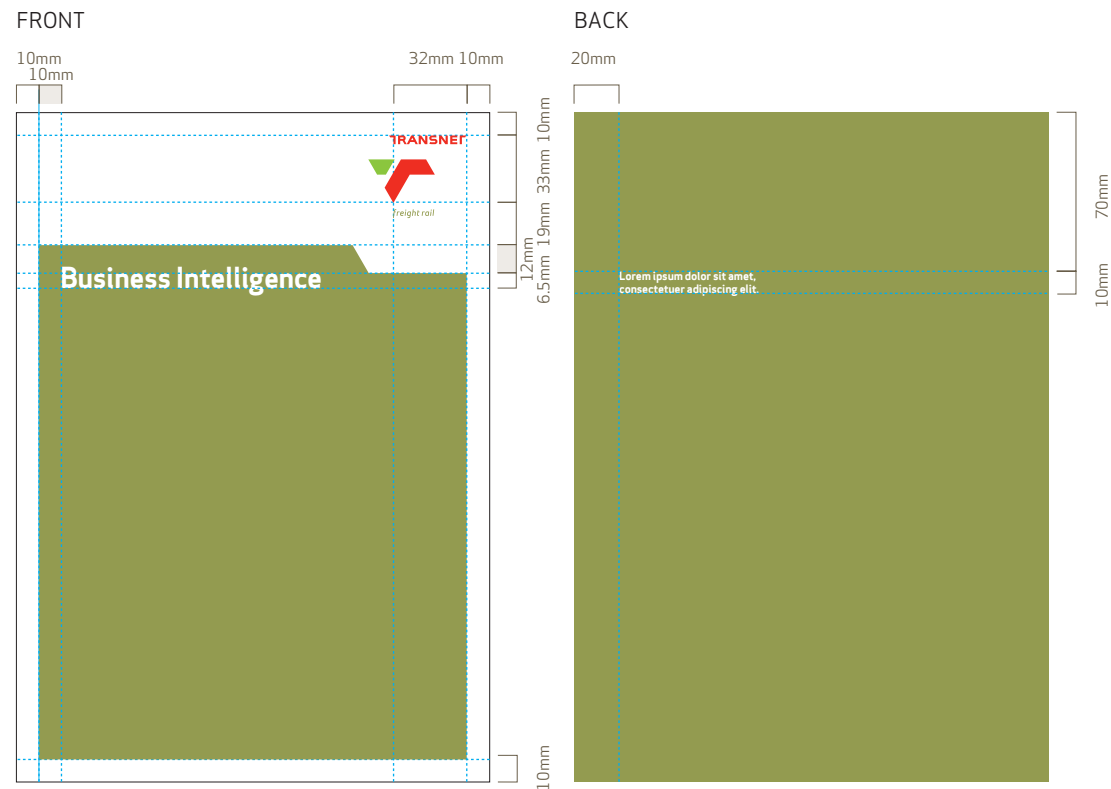 FRONT
BACK
10mm
10mm
32mm 10mm
20mm
10mm
33mm
19mm
12mm
6.5mm
10mm
70mm
10mm
TRANSNET
freight rail
Business Intelligence
Lorem ipsum dolor sit amet,
consectetuer adipiscing elit.